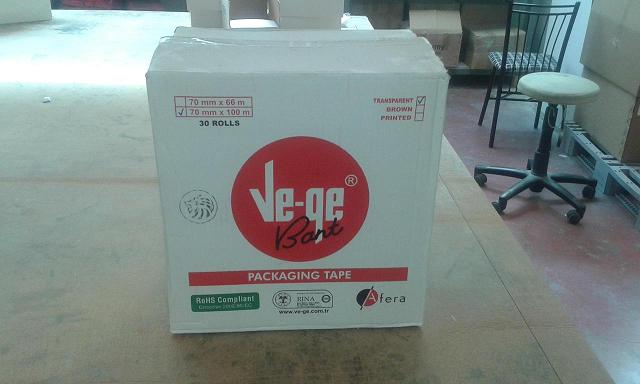 70 mm x 66 m
70 mm x 100 m
30 ROLLS
TRANSPARENT
BROWN
PRINTED
Ve-ge ®
Bant
PACKAGING TAPE
RoHS Compliant
RINA
www.ve-ge.com.tr
Afera